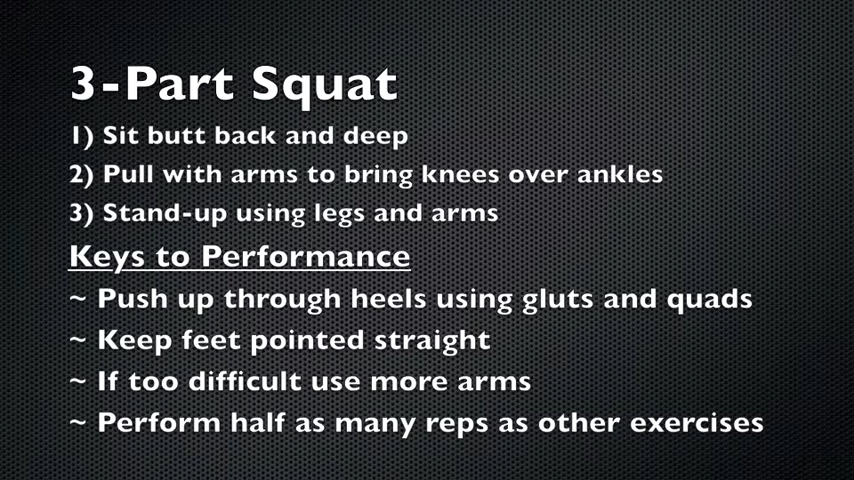 3-Part Squat
1) Sit butt back and deep
2) Pull with arms to bring knees over ankles
3) Stand-up using legs and arms
Keys to Performance
~ Push up through heels using gluts and quads
~ Keep feet pointed straight
~ If too difficult use more arms
~ Perform half as many reps as other exercises